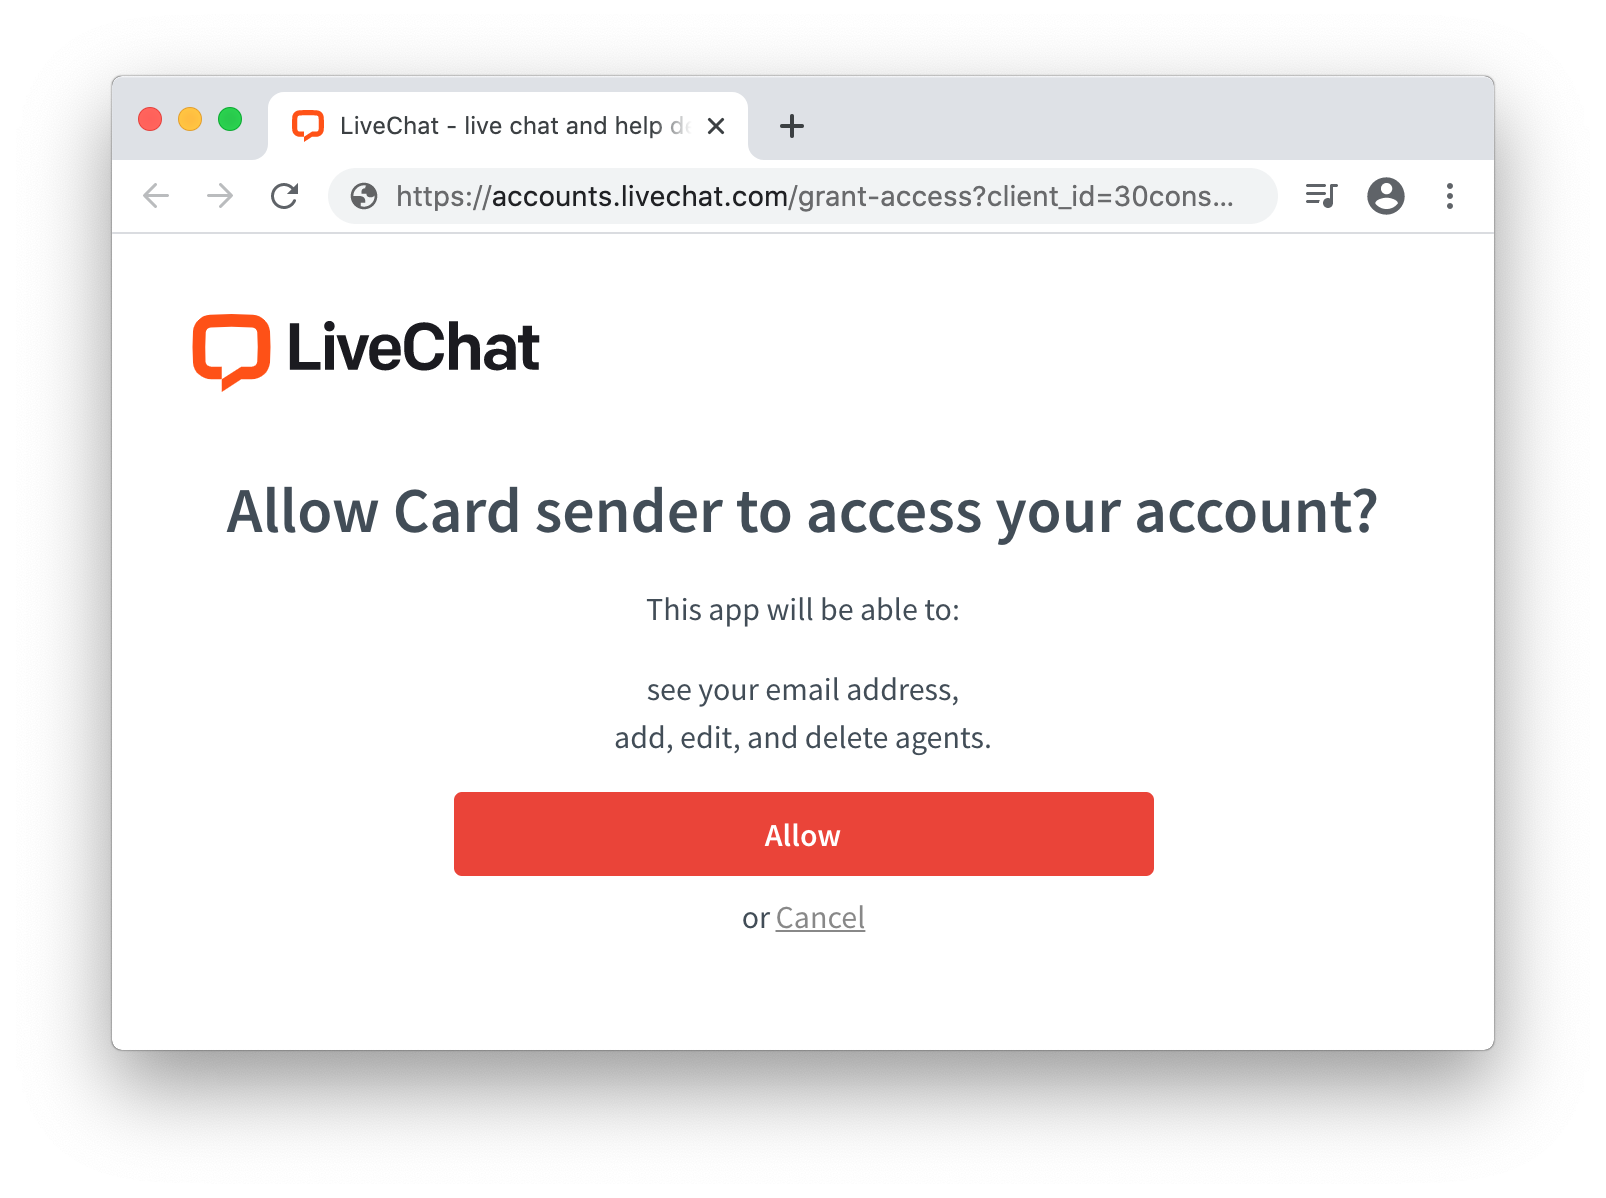 LiveChat - live chat and help
https://accounts.livechat.com/grant-access?client_id=30cons...
LiveChat
Allow Card sender to access your account?
This app will be able to:
see your email address,
add, edit, and delete agents.
Allow
or Cancel